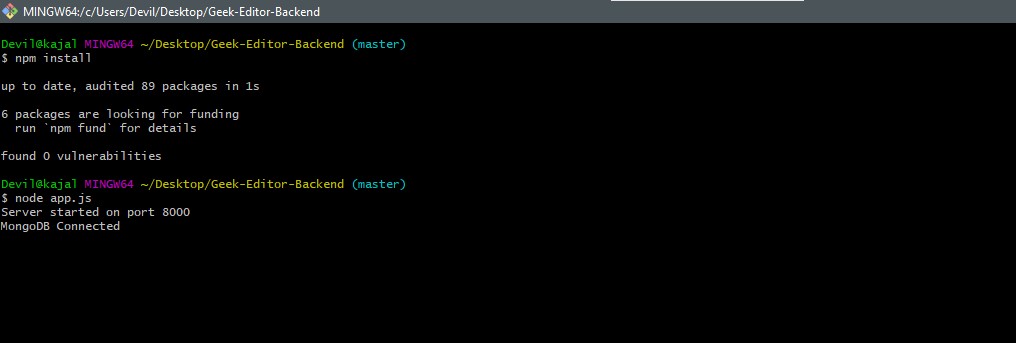 MINGW64:/c/Users/Devil/Desktop/Geek-Editor-Backend
Devil@kajal MINGW64 ~/Desktop/Geek-Editor-Backend (master)
$ npm install
up to date, audited 89 packages in 1s
6 packages are looking for funding
  run `npm fund` for details
found 0 vulnerabilities
Devil@kajal MINGW64 ~/Desktop/Geek-Editor-Backend (master)
$ node app.js
Server started on port 8000
MongoDB Connected